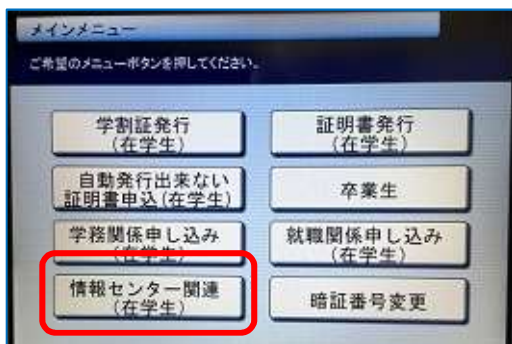 メインメニュー
ご希望のメニューボタンを押してください。
学割証発行
(在学生)
証明書発行
(在学生)
自動発行出来ない
証明書申込(在学生)
卒業生
学務関係申し込み
(在学生)
就職関係申し込み
(在学生)
情報センター関連
(在学生)
暗証番号変更